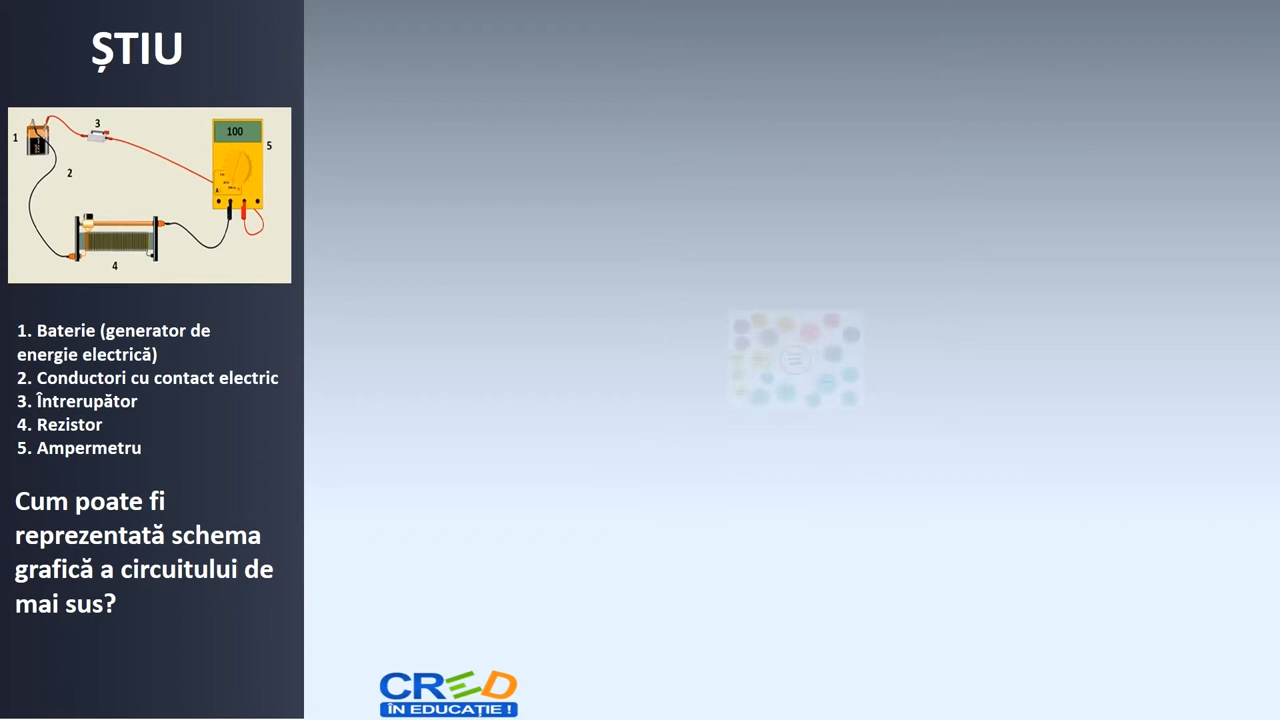 ȘTIU
1
2
3
4
5
100
A
1. Baterie (generator de
energie electrică)
2. Conductori cu contact electric
3. Întrerupător
4. Rezistor
5. Ampermetru
Cum poate fi
reprezentată schema
grafică a circuitului de
mai sus?
CRED
ÎN EDUCAȚIE !